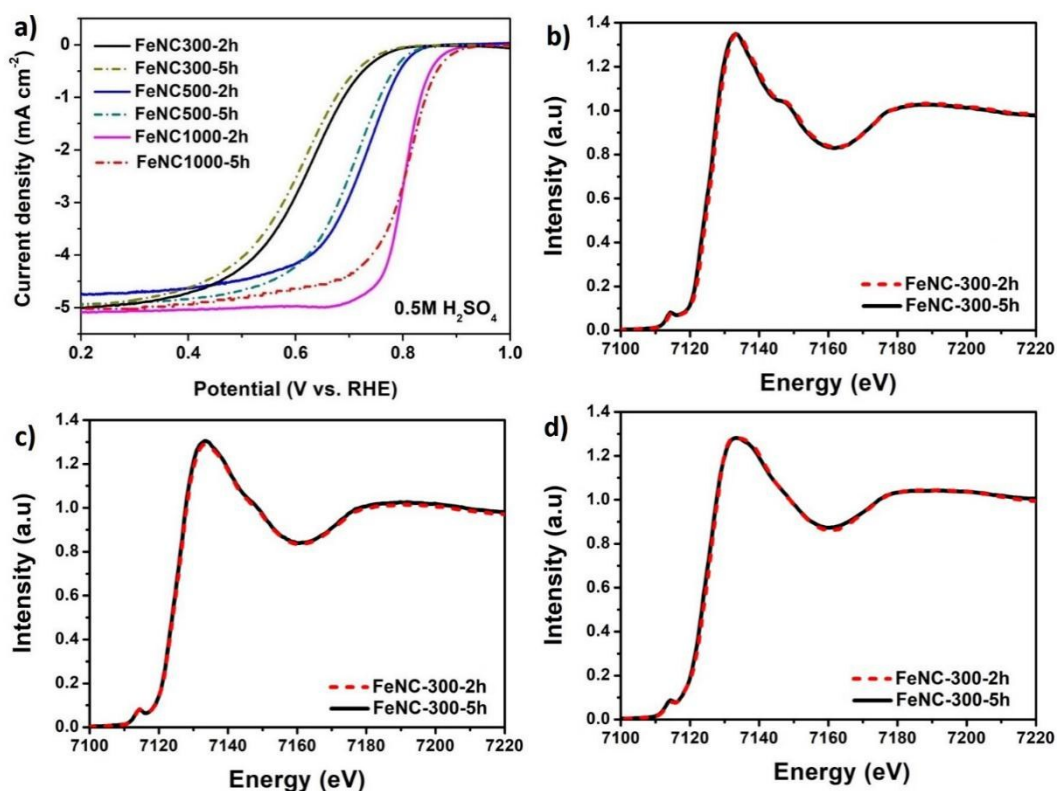 a)
0
-1
-2
-3
-4
-5
0.2
0.4
0.6
0.8
1.0
Current density (mA cm-2)
Potential (V vs. RHE)
FeNC300-2h
FeNC300-5h
FeNC500-2h
FeNC500-5h
FeNC1000-2h
FeNC1000-5h
0.5M H2SO4
b)
1.4
1.2
1.0
0.8
0.6
0.4
0.2
0.0
7100
7120
7140
7160
7180
7200
7220
Intensity (a.u)
Energy (eV)
FeNC-300-2h
FeNC-300-5h
c)
1.4
1.2
1.0
0.8
0.6
0.4
0.2
0.0
7100
7120
7140
7160
7180
7200
7220
Intensity (a.u)
Energy (eV)
FeNC-300-2h
FeNC-300-5h
d)
1.4
1.2
1.0
0.8
0.6
0.4
0.2
0.0
7100
7120
7140
7160
7180
7200
7220
Intensity (a.u)
Energy (eV)
FeNC-300-2h
FeNC-300-5h